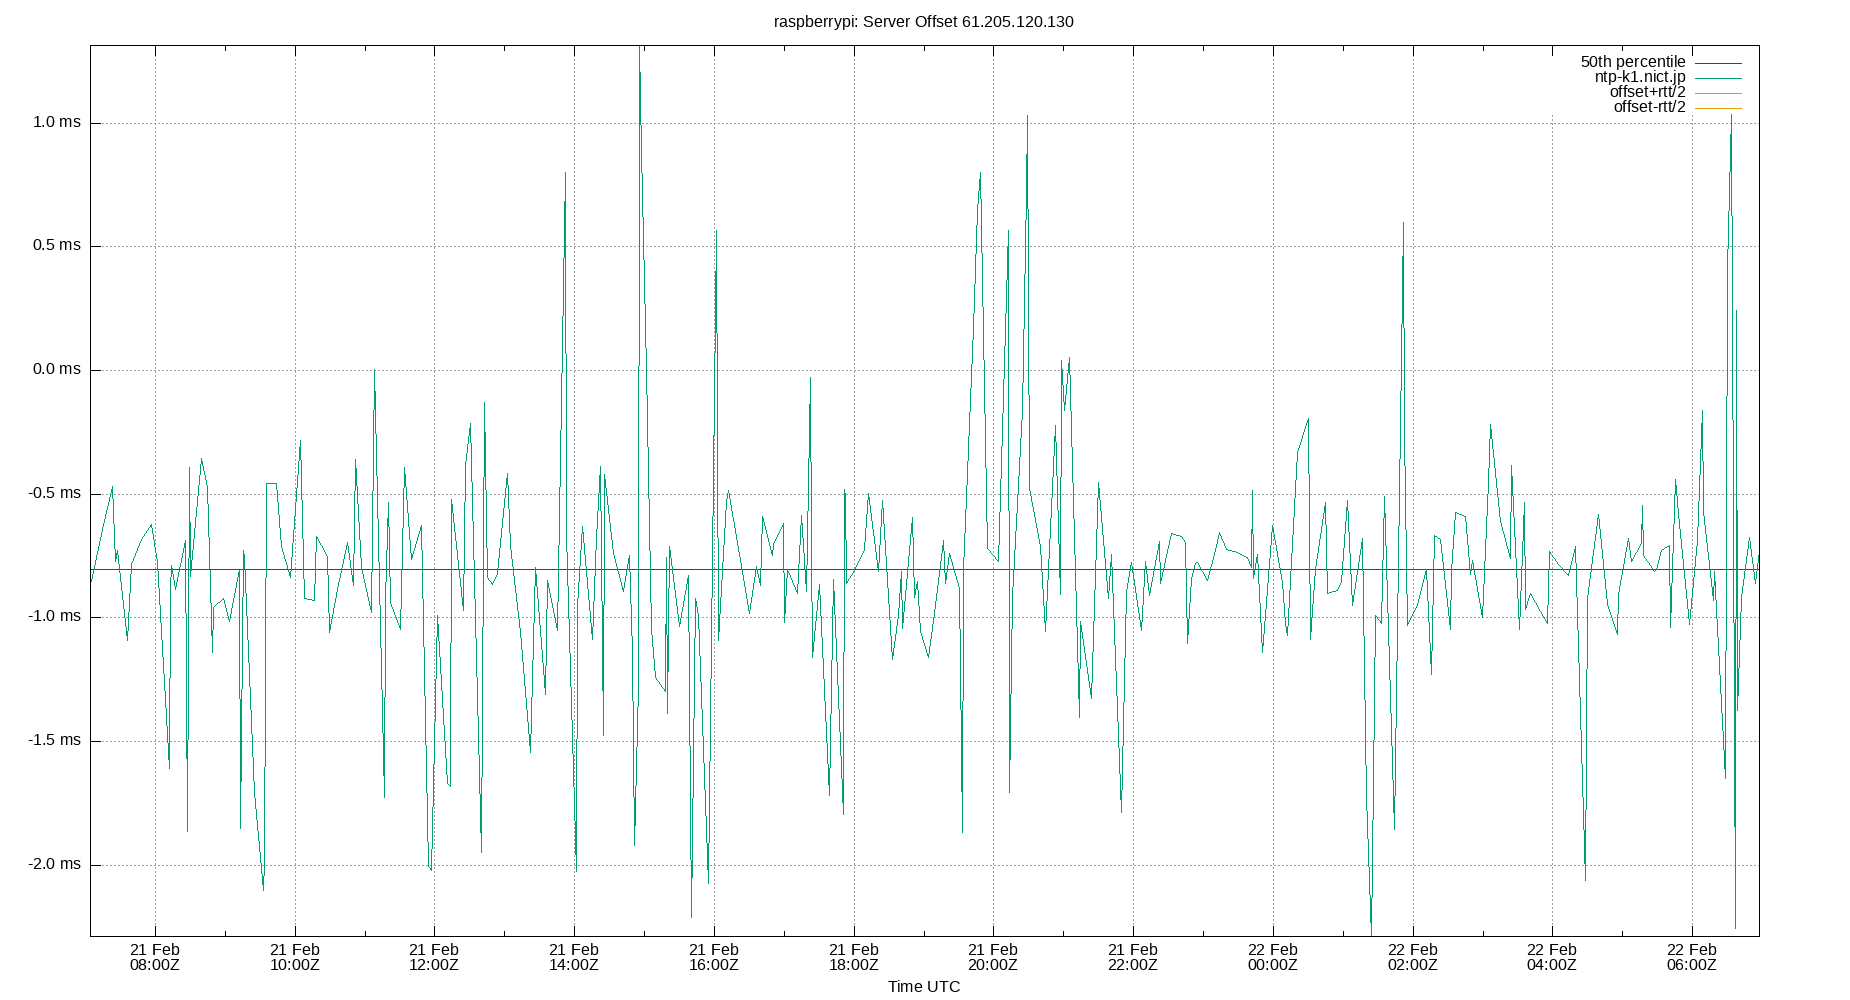 raspberrypi: Server Offset 61.205.120.130
50th percentile
ntp-k1.nict.jp
offset+rtt/2
offset-rtt/2
1.0 ms
0.5 ms
0.0 ms
-0.5 ms
-1.0 ms
-1.5 ms
-2.0 ms
21 Feb 21 Feb 21 Feb 21 Feb 21 Feb 21 Feb 21 Feb 21 Feb 22 Feb 22 Feb 22 Feb 22 Feb
08:00Z 10:00Z 12:00Z 14:00Z 16:00Z 18:00Z 20:00Z 22:00Z 00:00Z 02:00Z 04:00Z 06:00Z
Time UTC